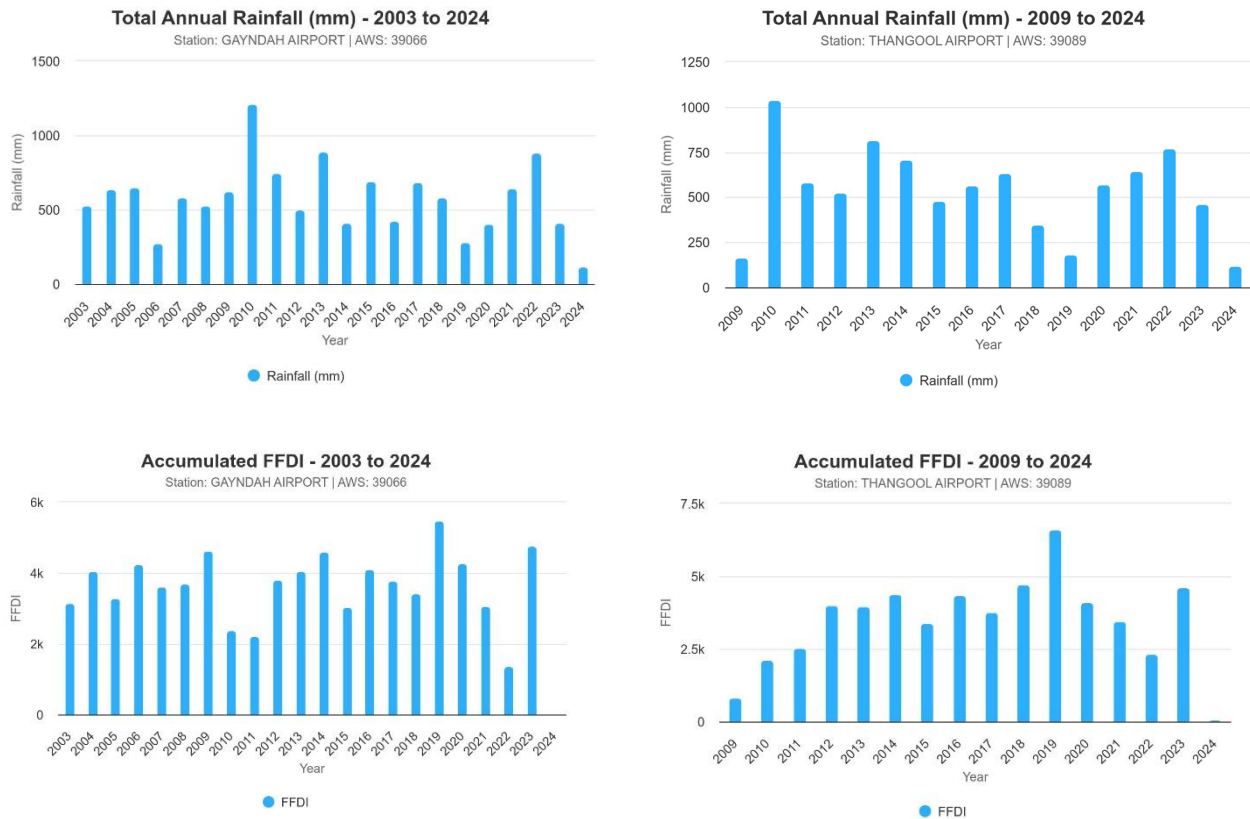 Total Annual Rainfall (mm) - 2003 to 2024
Station: GAYNDAH AIRPORT | AWS: 39066
1500
1000
500
0
Rainfall (mm)
2003 2004 2005 2006 2007 2008 2009 2010 2011 2012 2013 2014 2015 2016 2017 2018 2019 2020 2021 2022 2023 2024
Year
Rainfall (mm)
Total Annual Rainfall (mm) - 2009 to 2024
Station: THANGOOL AIRPORT | AWS: 39089
1250
1000
750
500
250
0
Rainfall (mm)
2009 2010 2011 2012 2013 2014 2015 2016 2017 2018 2019 2020 2021 2022 2023 2024
Year
Rainfall (mm)
Accumulated FFDI - 2003 to 2024
Station: GAYNDAH AIRPORT | AWS: 39066
6k
4k
2k
0
FFDI
2003 2004 2005 2006 2007 2008 2009 2010 2011 2012 2013 2014 2015 2016 2017 2018 2019 2020 2021 2022 2023 2024
Year
FFDI
Accumulated FFDI - 2009 to 2024
Station: THANGOOL AIRPORT | AWS: 39089
7.5k
5k
2.5k
0
FFDI
2009 2010 2011 2012 2013 2014 2015 2016 2017 2018 2019 2020 2021 2022 2023 2024
Year
FFDI